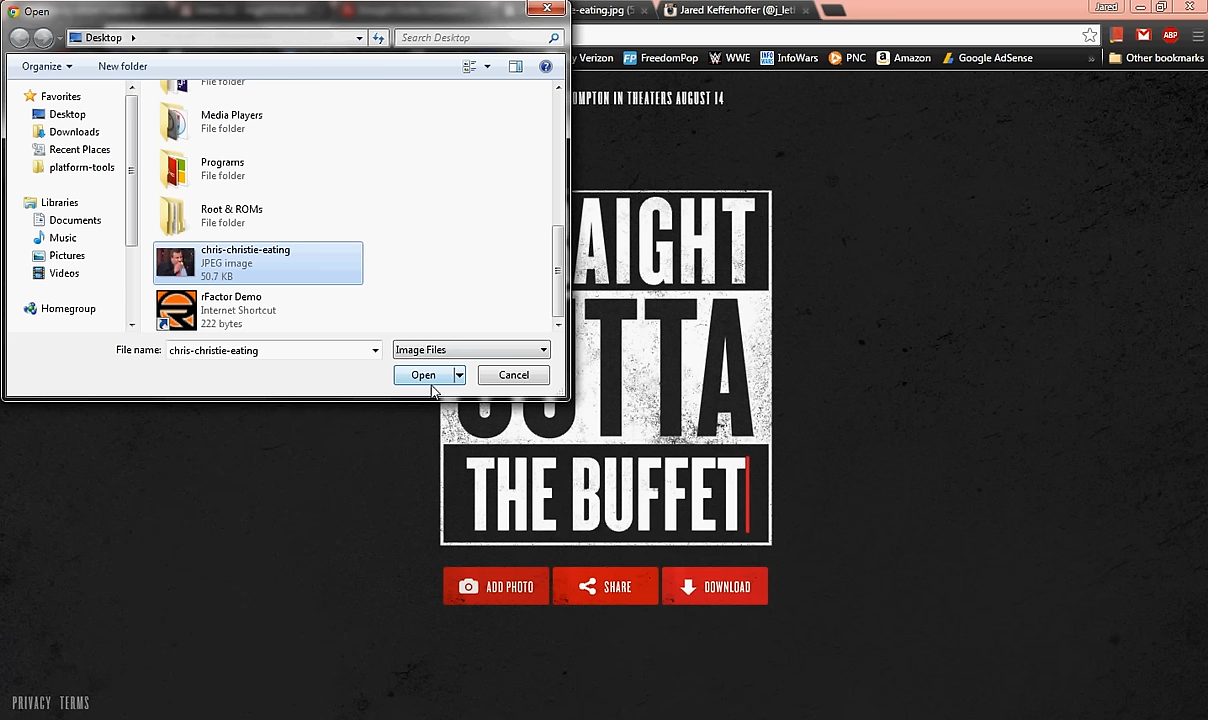 Open
e-eating.jpg (5
Jared Kefferhoffer (@j_letl
Jared
Desktop
Search Desktop
Organize
New folder
y Verizon
FreedomPop
WWE
InfoWars
PNC
Amazon
Google AdSense
»
Other bookmarks
ABP
Favorites
Desktop
Downloads
Recent Places
platform-tools
Libraries
Documents
Music
Pictures
Videos
Homegroup
File folder
Media Players
File folder
Programs
File folder
Root & ROMs
File folder
chris-christie-eating
JPEG image
50.7 KB
rFactor Demo
Internet Shortcut
222 bytes
File name:
chris-christie-eating
Image Files
Open
Cancel
OMPTON IN THEATERS AUGUST 14
AIGHT
OUTTA
THE BUFFET
ADD PHOTO
SHARE
DOWNLOAD
PRIVACY TERMS